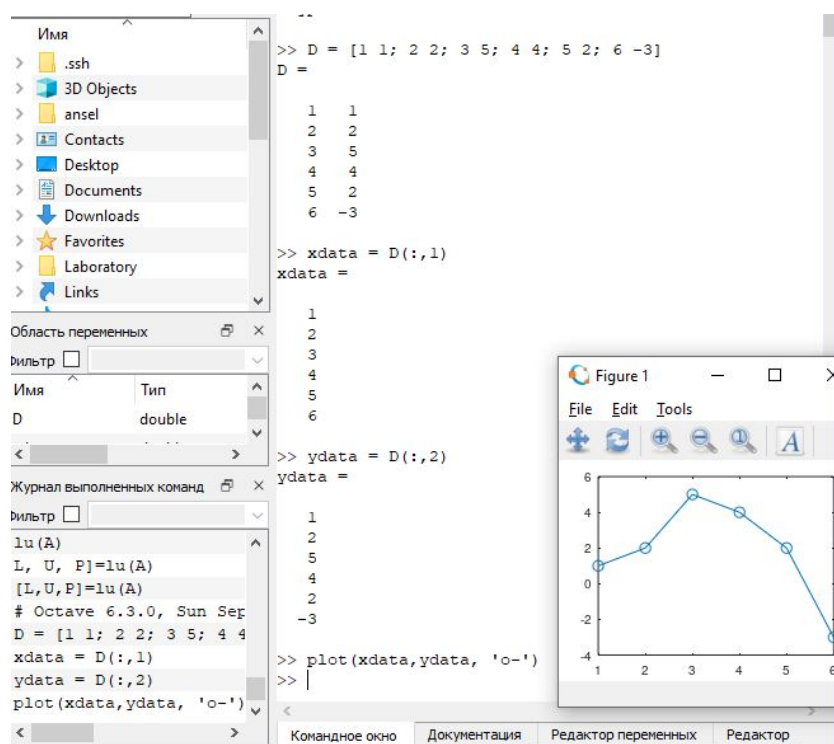 Имя
.ssh
3D Objects
ansel
Contacts
Desktop
Documents
Downloads
Favorites
Laboratory
Links
Область переменных
Фильтр
Имя Тип
D double
Журнал выполненных команд
Фильтр
lu(A)
L, U, P]=lu(A)
[L,U,P]=lu(A)
# Octave 6.3.0, Sun Sep
D = [1 1; 2 2; 3 5; 4 4
xdata = D(:,1)
ydata = D(:,2)
plot(xdata,ydata, 'o-')
>> D = [1 1; 2 2; 3 5; 4 4; 5 2; 6 -3]
D =
1 1
2 2
3 5
4 4
5 2
6 -3
>> xdata = D(:,1)
xdata =
1
2
3
4
5
6
>> ydata = D(:,2)
ydata =
1
2
5
4
2
-3
>> plot(xdata,ydata, 'o-')
>>
Командное окно Документация Редактор переменных Редактор
Figure 1
File Edit Tools
A
6
4
2
0
-2
-4
1 2 3 4 5 6